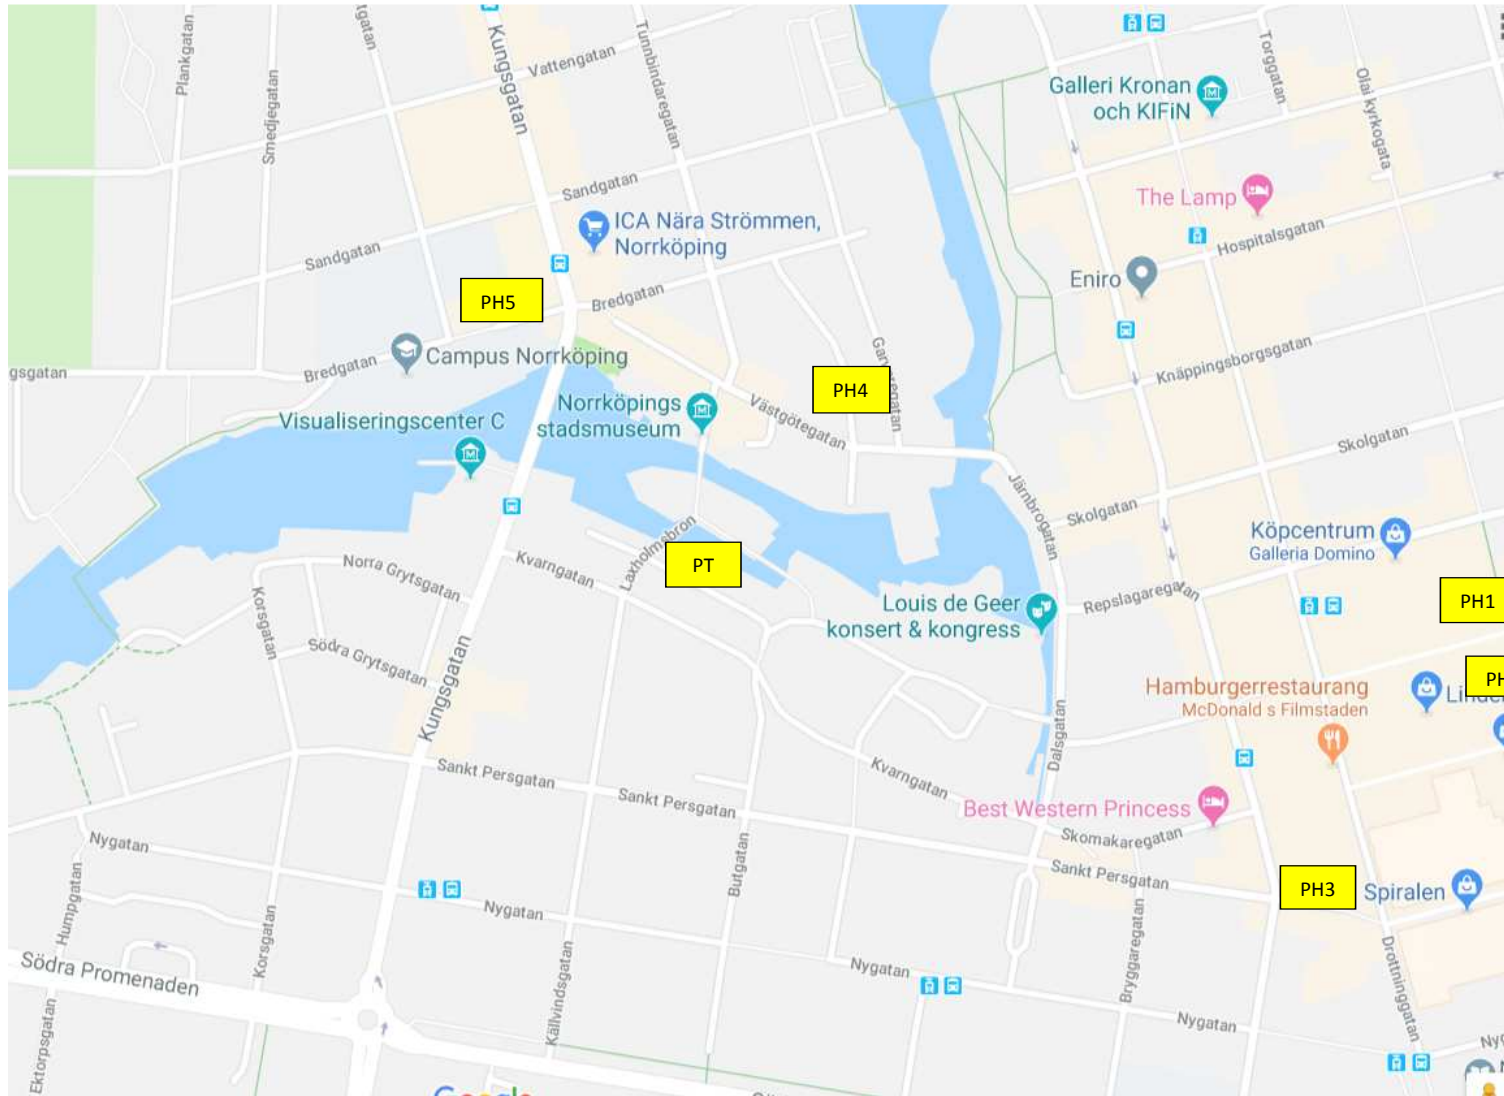 Plankgatan
Smedjegatan
tgatan
Kungsgatan
Vattengatan
Tunnbindaregatan
Sandgatan
Sandgatan
ICA Nära Strömmen,
Norrköping
Galleri Kronan
och KIFiN
Torggatan
Olai kyrkogata
The Lamp
Hospitalsgatan
Eniro
PH5
Bredgatan
Bredgatan
Campus Norrköping
gsgatan
Visualiseringscenter C
Norrköpings
stadsmuseum
Västgötegatan
PH4
Knäppingsborgsgatan
Skolgatan
Skolgatan
Järnbrogatan
Köpcentrum
Galleria Domino
Laxholmsbron
PT
Kvarngatan
Norra Grytsgatan
Korsgatan
Södra Grytsgatan
Kungsgatan
Louis de Geer
konsert & kongress
Repslagaregatan
PH1
PH
Hamburgerrestaurang
McDonald s Filmstaden
Dalsgatan
Sankt Persgatan
Sankt Persgatan
Kvarngatan
Best Western Princess
Skomakaregatan
Sankt Persgatan
PH3
Spiralen
Nygatan
Humpgatan
Korsgatan
Nygatan
Butgatan
Källvindsgatan
Nygatan
Bryggaregatan
Nygatan
Drottninggatan
Södra Promenaden
Ektorpsgatan